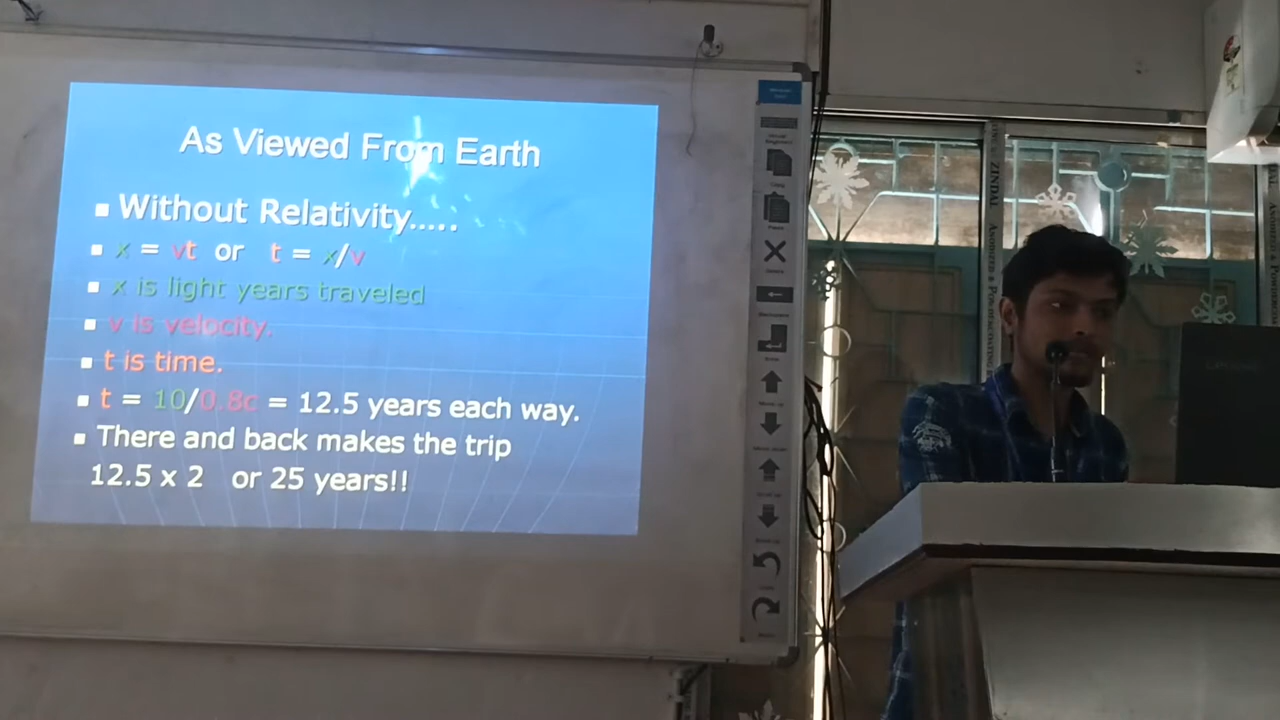 As Viewed From Earth
Without Relativity.....
x = vt or t = x/v
x is light years traveled
v is velocity.
t is time.
t = 10/0.8c = 12.5 years each way.
There and back makes the trip
12.5 x 2 or 25 years!!
ZINDAL